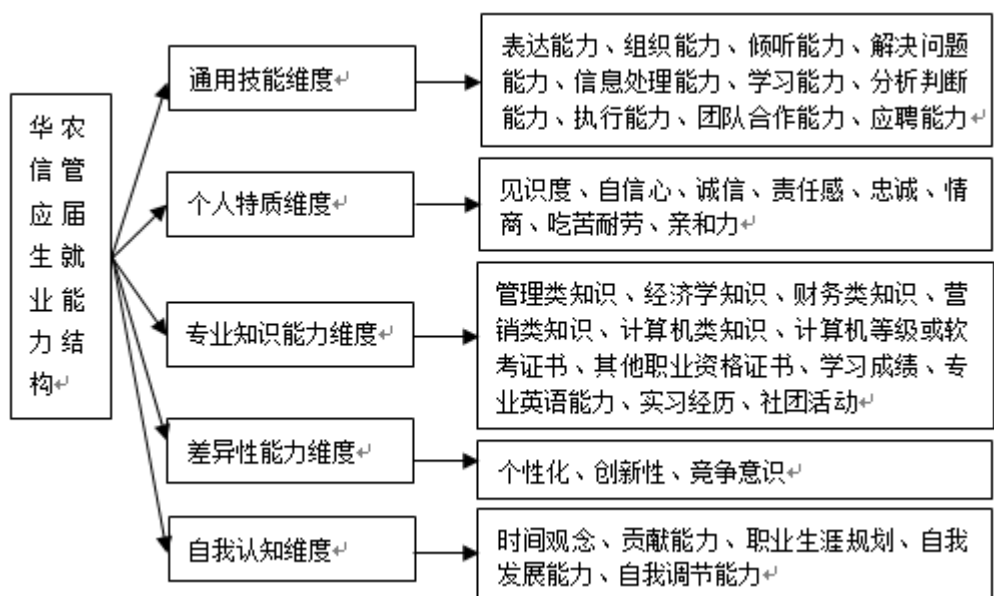 华农
信管
应届
生就
业能
力结
构
通用技能维度
表达能力、组织能力、倾听能力、解决问题
能力、信息处理能力、学习能力、分析判断
能力、执行能力、团队合作能力、应聘能力
个人特质维度
见识度、自信心、诚信、责任感、忠诚、情
商、吃苦耐劳、亲和力
专业知识能力维度
管理类知识、经济学知识、财务类知识、营
销类知识、计算机类知识、计算机等级或软
考证书、其他职业资格证书、学习成绩、专
业英语能力、实习经历、社团活动
差异性能力维度
个性化、创新性、竞争意识
自我认知维度
时间观念、贡献能力、职业生涯规划、自我
发展能力、自我调节能力